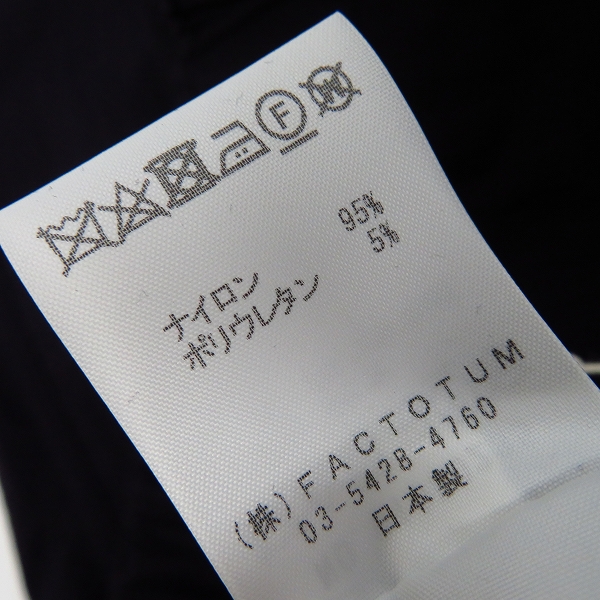 F W
ナイロン 95%
ポリウレタン 5%
(株)FACTOTUM
03-5428-4760
日本製